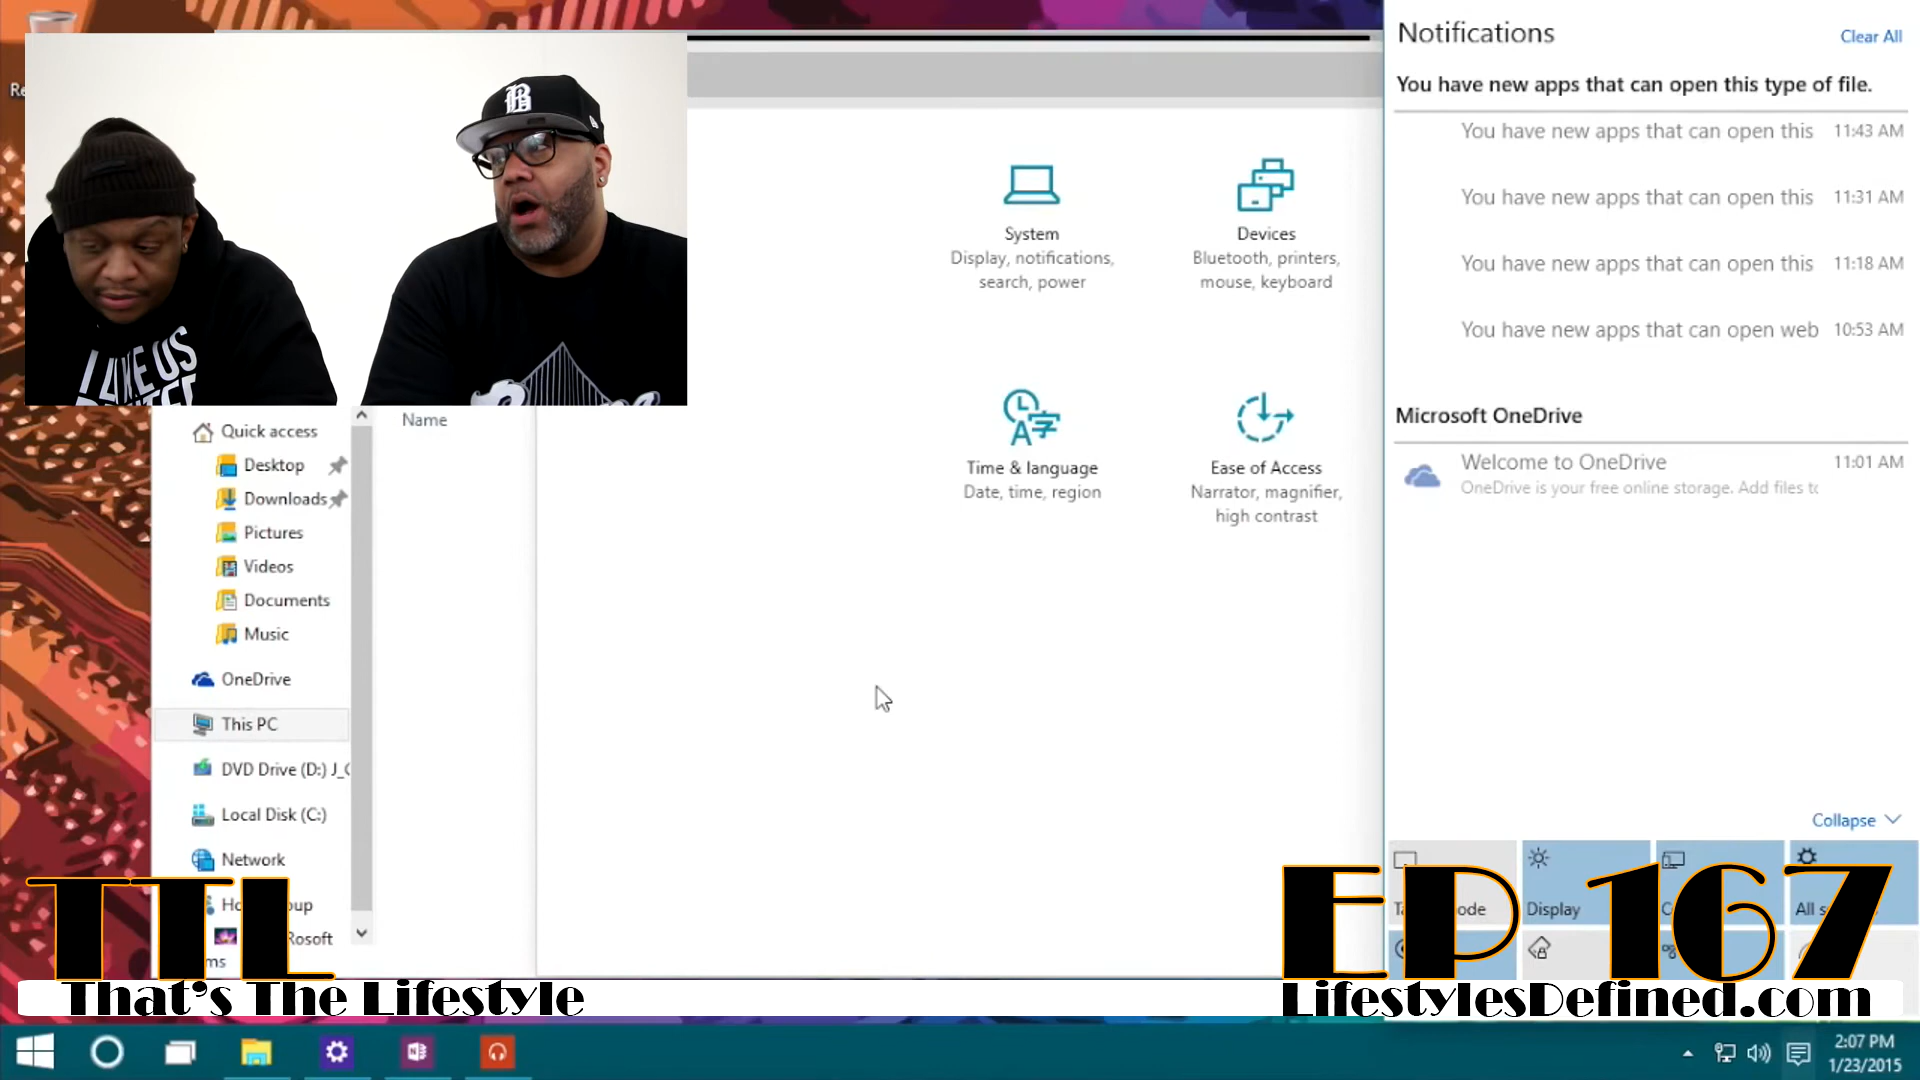 Notifications
Clear All
You have new apps that can open this type of file.
You have new apps that can open this 11:43 AM
You have new apps that can open this 11:31 AM
You have new apps that can open this 11:18 AM
You have new apps that can open web 10:53 AM
Microsoft OneDrive
Welcome to OneDrive 11:01 AM
OneDrive is your free online storage. Add files to
Collapse
Display
All s
B
I LIKE US
System
Display, notifications,
search, power
Devices
Bluetooth, printers,
mouse, keyboard
Time & language
Date, time, region
Ease of Access
Narrator, magnifier,
high contrast
Name
Quick access
Desktop
Downloads
Pictures
Videos
Documents
Music
OneDrive
This PC
DVD Drive (D:) J_
Local Disk (C:)
Network
TTL
That's The Lifestyle
EP 167
LifestylesDefined.com
2:07 PM
1/23/2015